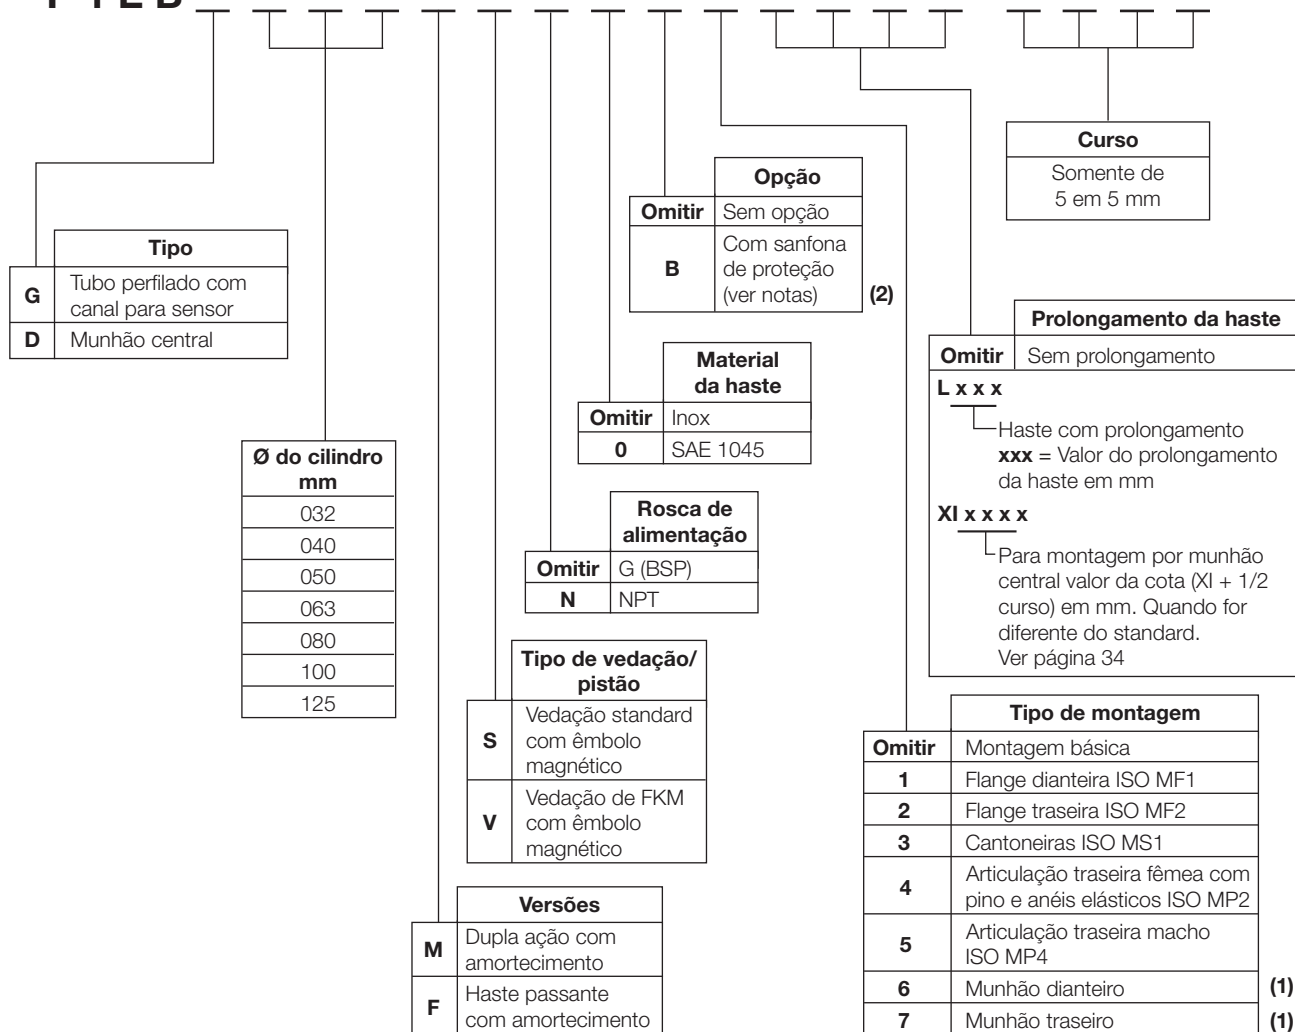 Curso
Somente de
5 em 5 mm
Opção
Omitir Sem opção
B Com sanfona
de proteção
(ver notas) (2)
Tipo
G Tubo perfilado com
canal para sensor
D Munhão central
Prolongamento da haste
Omitir Sem prolongamento
L x x x
Haste com prolongamento
xxx = Valor do prolongamento
da haste em mm
XI x x x x
Para montagem por munhão
central valor da cota (XI + 1/2
curso) em mm. Quando for
diferente do standard.
Ver página 34
Material
da haste
Omitir Inox
0 SAE 1045
Ø do cilindro
mm
032
040
050
063
080
100
125
Rosca de
alimentação
Omitir G (BSP)
N NPT
Tipo de vedação/
pistão
S Vedação standard
com êmbolo
magnético
V Vedação de FKM
com êmbolo
magnético
Tipo de montagem
Omitir Montagem básica
1 Flange dianteira ISO MF1
2 Flange traseira ISO MF2
3 Cantoneiras ISO MS1
4 Articulação traseira fêmea com
pino e anéis elásticos ISO MP2
5 Articulação traseira macho
ISO MP4
6 Munhão dianteiro (1)
7 Munhão traseiro (1)
Versões
M Dupla ação com
amortecimento
F Haste passante
com amortecimento